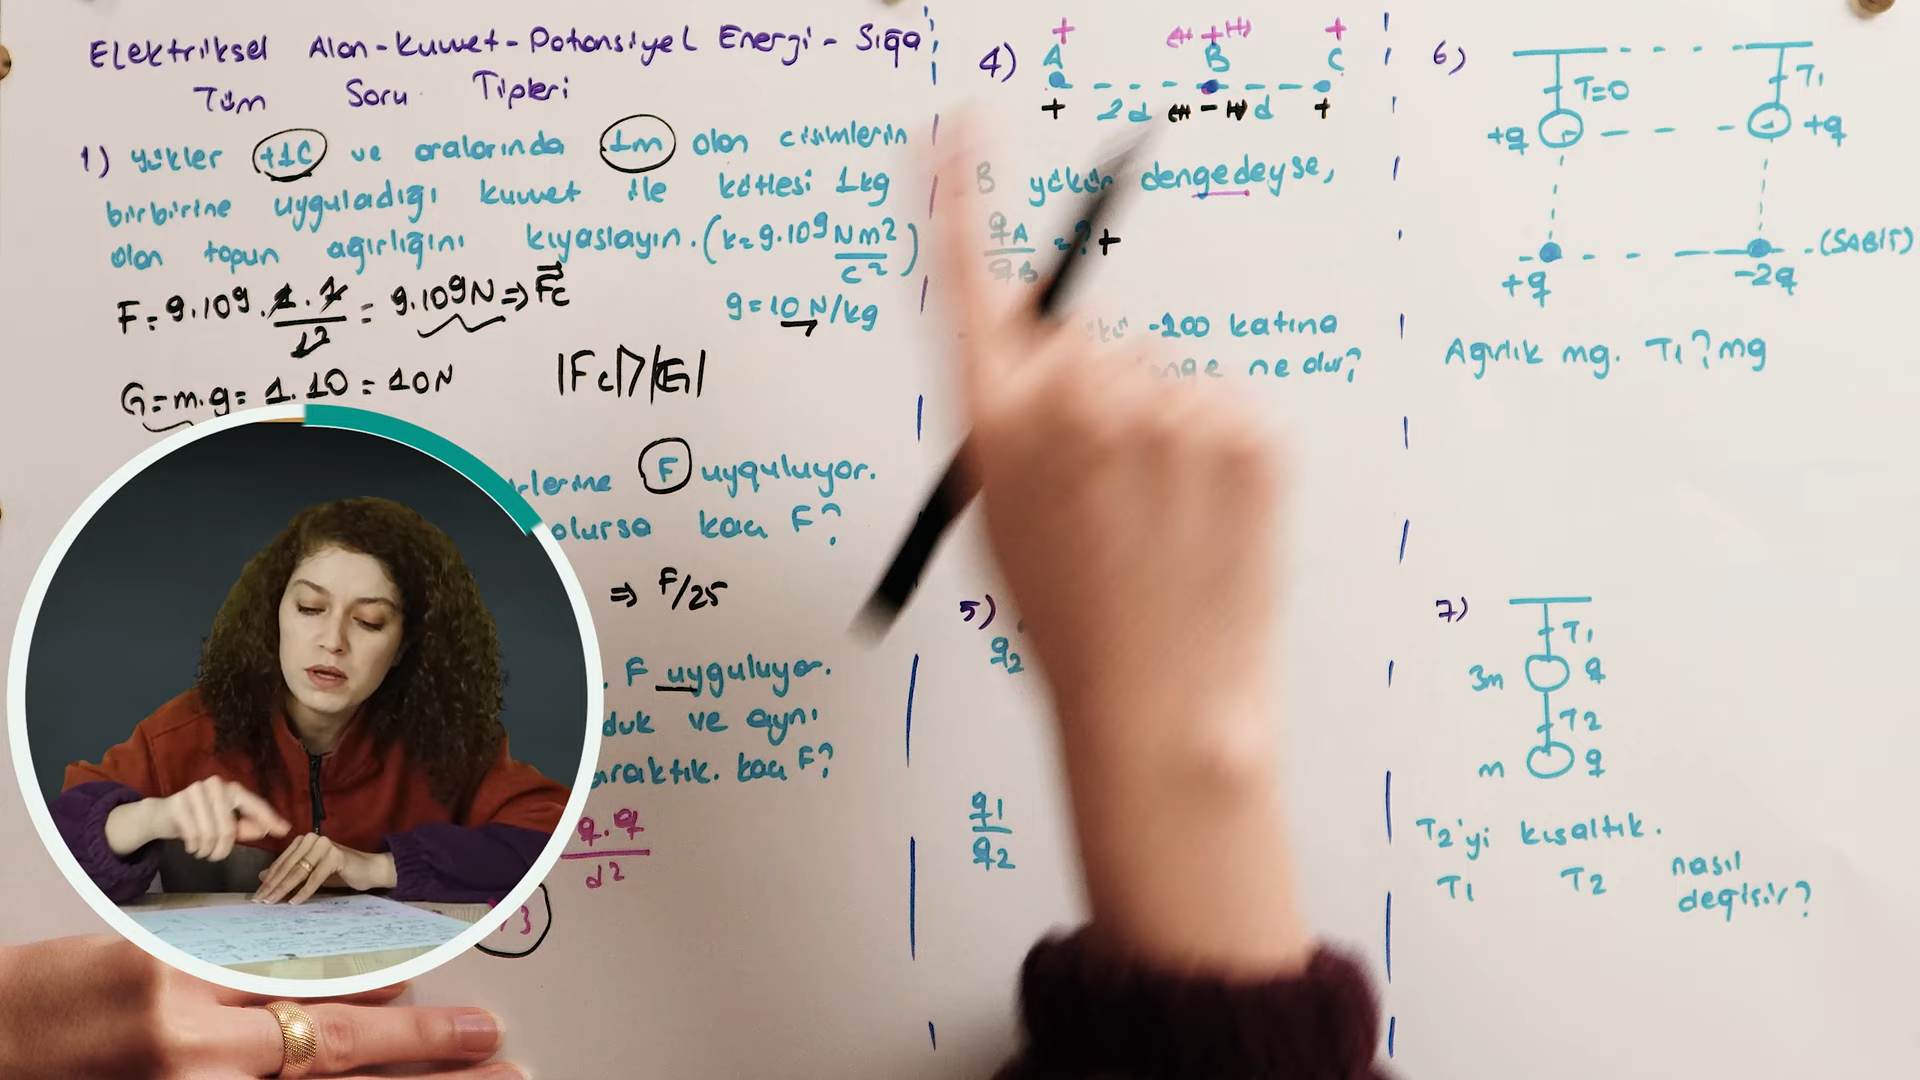 Elektriksel Alan-Kuvvet-Potansiyel Enerji-Sığa
Tüm Soru Tipleri
1) yükler +1C ve aralarında 1m olan cisimlerin
birbirine uyguladığı kuvvet ile kütlesi 1kg
olan topun ağırlığını kıyaslayın. (k=9.10⁹ Nm²/C²)
g=10 N/kg
F=9.10⁹.1.1/1²=9.10⁹N⇒Fc
G=m.g=1.10=10N
|Fc|>|G|
F uyguluyor.
olursa kaç F?
⇒ F/25
F uyguluyor.
ve aynı
kaç F?
q.q/d²
4)
+ (+)+(+) +
A B C
+ 2d (+)-(+) d +
B yükü dengedeyse,
qA/qB=? +
-100 katına
ne olur?
5)
q2
q1/q2
6)
T=0 T1
+q +q
+q -2q -(SABİT)
Ağırlık mg. T1?mg
7)
T1
3m q
T2
m q
T2'yi kısalttık.
T1 T2 nasıl
değişir?